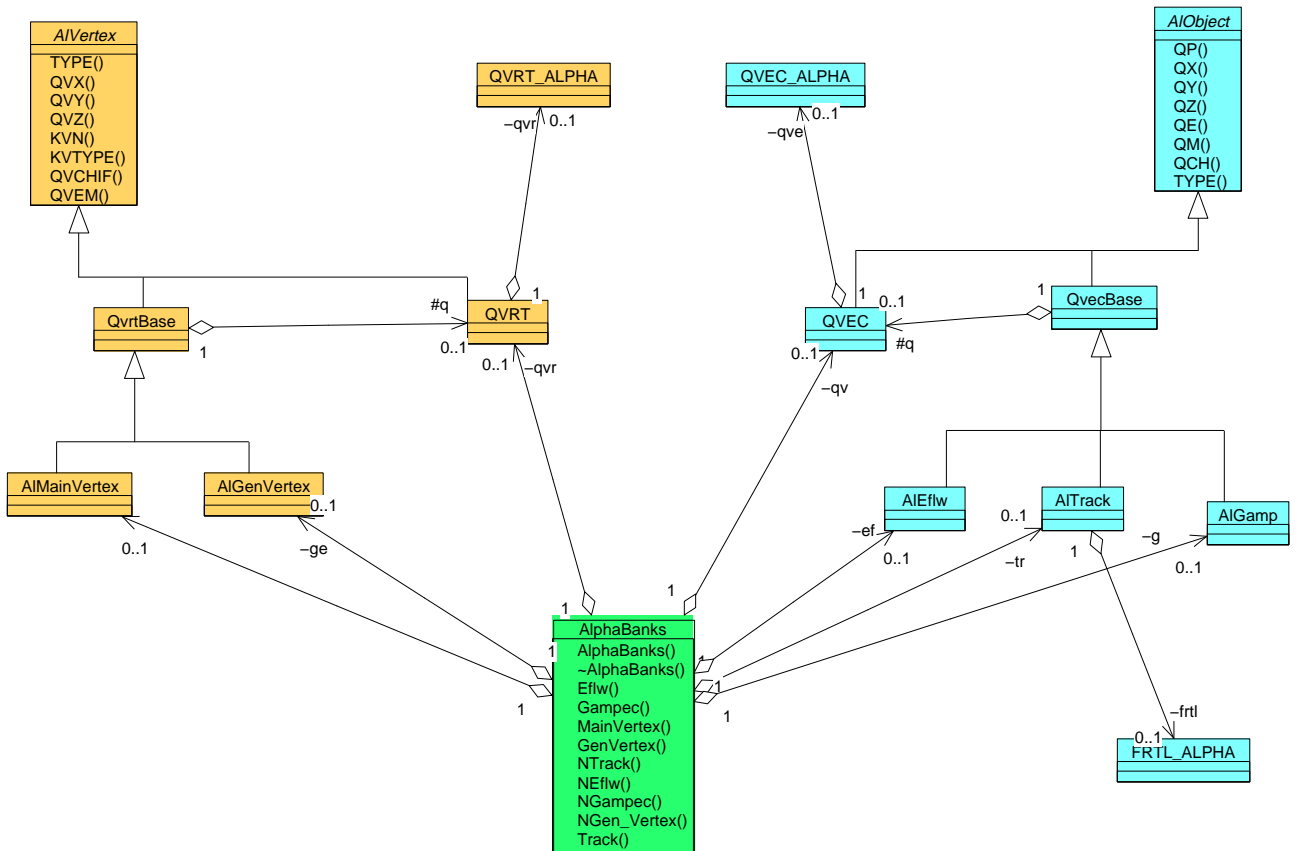 AlVertex
TYPE()
QVX()
QVY()
QVZ()
KVN()
KVTYPE()
QVCHIF()
QVEM()
QVRT_ALPHA
−qvr
0..1
QVEC_ALPHA
0..1
−qve
AlObject
QP()
QX()
QY()
QZ()
QE()
QM()
QCH()
TYPE()
QvrtBase
1
#q
0..1
QVRT
1
0..1
−qvr
QVEC
1
0..1
0..1
−qv
#q
QvecBase
1
AlMainVertex
0..1
AlGenVertex
0..1
−ge
AlEflw
−ef
0..1
AlTrack
0..1
−tr
1
AlGamp
−g
0..1
−frtl
0..1
FRTL_ALPHA
1
1
1
1
1
1
1
AlphaBanks
AlphaBanks()
~AlphaBanks()
Eflw()
Gampec()
MainVertex()
GenVertex()
NTrack()
NEflw()
NGampec()
NGen_Vertex()
Track()